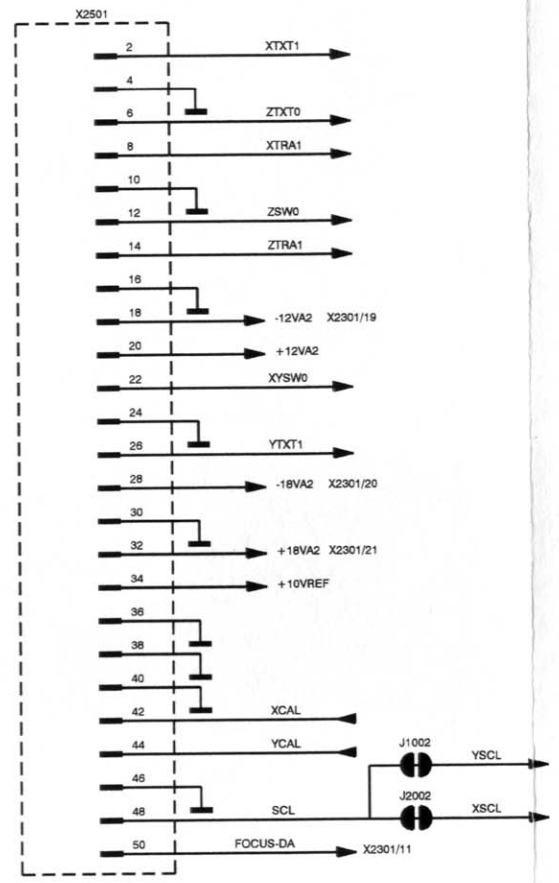 X2501
2 XTXT1
4
6 ZTXT0
8 XTRA1
10
12 ZSW0
14 ZTRA1
16
18 -12VA2 X2301/19
20 +12VA2
22 XYSW0
24
26 YTXT1
28 -18VA2 X2301/20
30
32 +18VA2 X2301/21
34 +10VREF
36
38
40
42 XCAL
44 YCAL
J1002 YSCL
46
J2002 XSCL
48 SCL
50 FOCUS-DA X2301/11